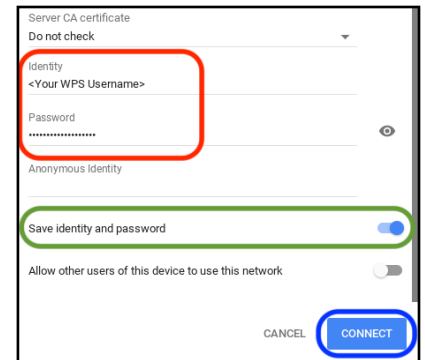 Server CA certificate
Do not check
Identity
<Your WPS Username>
Password
••••••••••••••••••
Anonymous Identity
Save identity and password
Allow other users of this device to use this network
CANCEL CONNECT